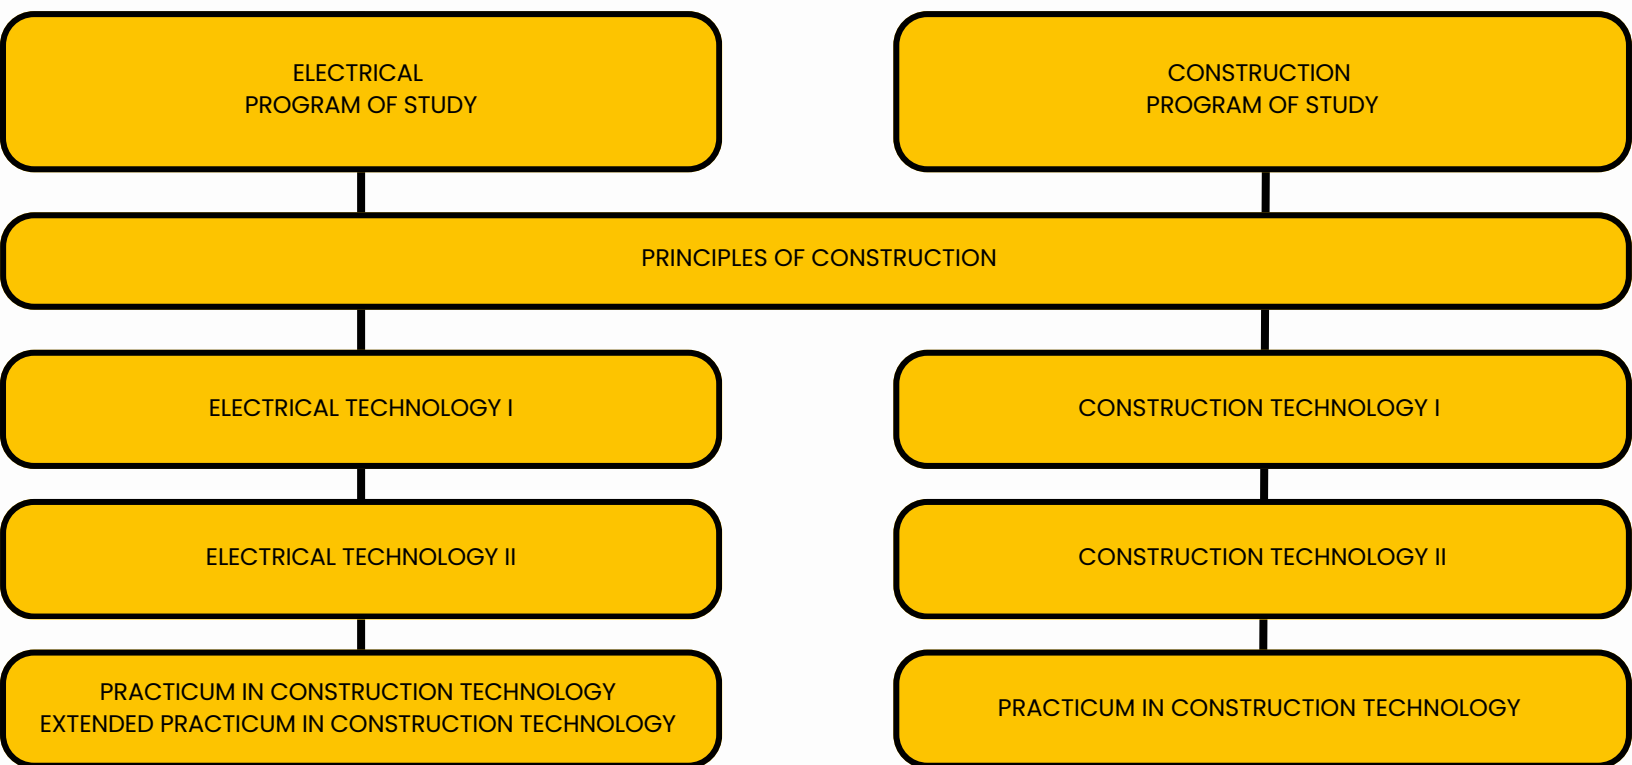 ELECTRICAL
PROGRAM OF STUDY
CONSTRUCTION
PROGRAM OF STUDY
PRINCIPLES OF CONSTRUCTION
ELECTRICAL TECHNOLOGY I
CONSTRUCTION TECHNOLOGY I
ELECTRICAL TECHNOLOGY II
CONSTRUCTION TECHNOLOGY II
PRACTICUM IN CONSTRUCTION TECHNOLOGY
EXTENDED PRACTICUM IN CONSTRUCTION TECHNOLOGY
PRACTICUM IN CONSTRUCTION TECHNOLOGY